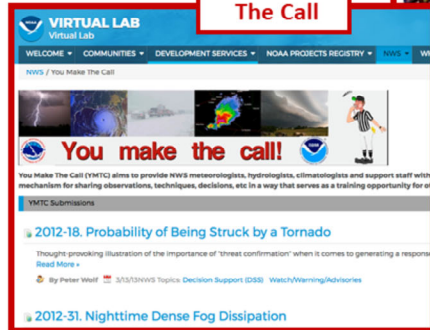 The Call
NOAA
VIRTUAL LAB
Virtual Lab
WELCOME COMMUNITIES DEVELOPMENT SERVICES NOAA PROJECTS REGISTRY NWS
NWS / You Make The Call
You make the call!
You Make The Call (YMTC) aims to provide NWS meteorologists, hydrologists, climatologists and support staff with
mechanism for sharing observations, techniques, decisions, etc in a way that serves as a training opportunity for
YMTC Submissions
2012-18. Probability of Being Struck by a Tornado
Thought-provoking illustration of the importance of "threat confirmation" when it comes to generating a response
Read More »
By Peter Wolf 3/13/13 NWS Topics: Decision Support (DSS) Watch/Warning/Advisories
2012-31. Nighttime Dense Fog Dissipation